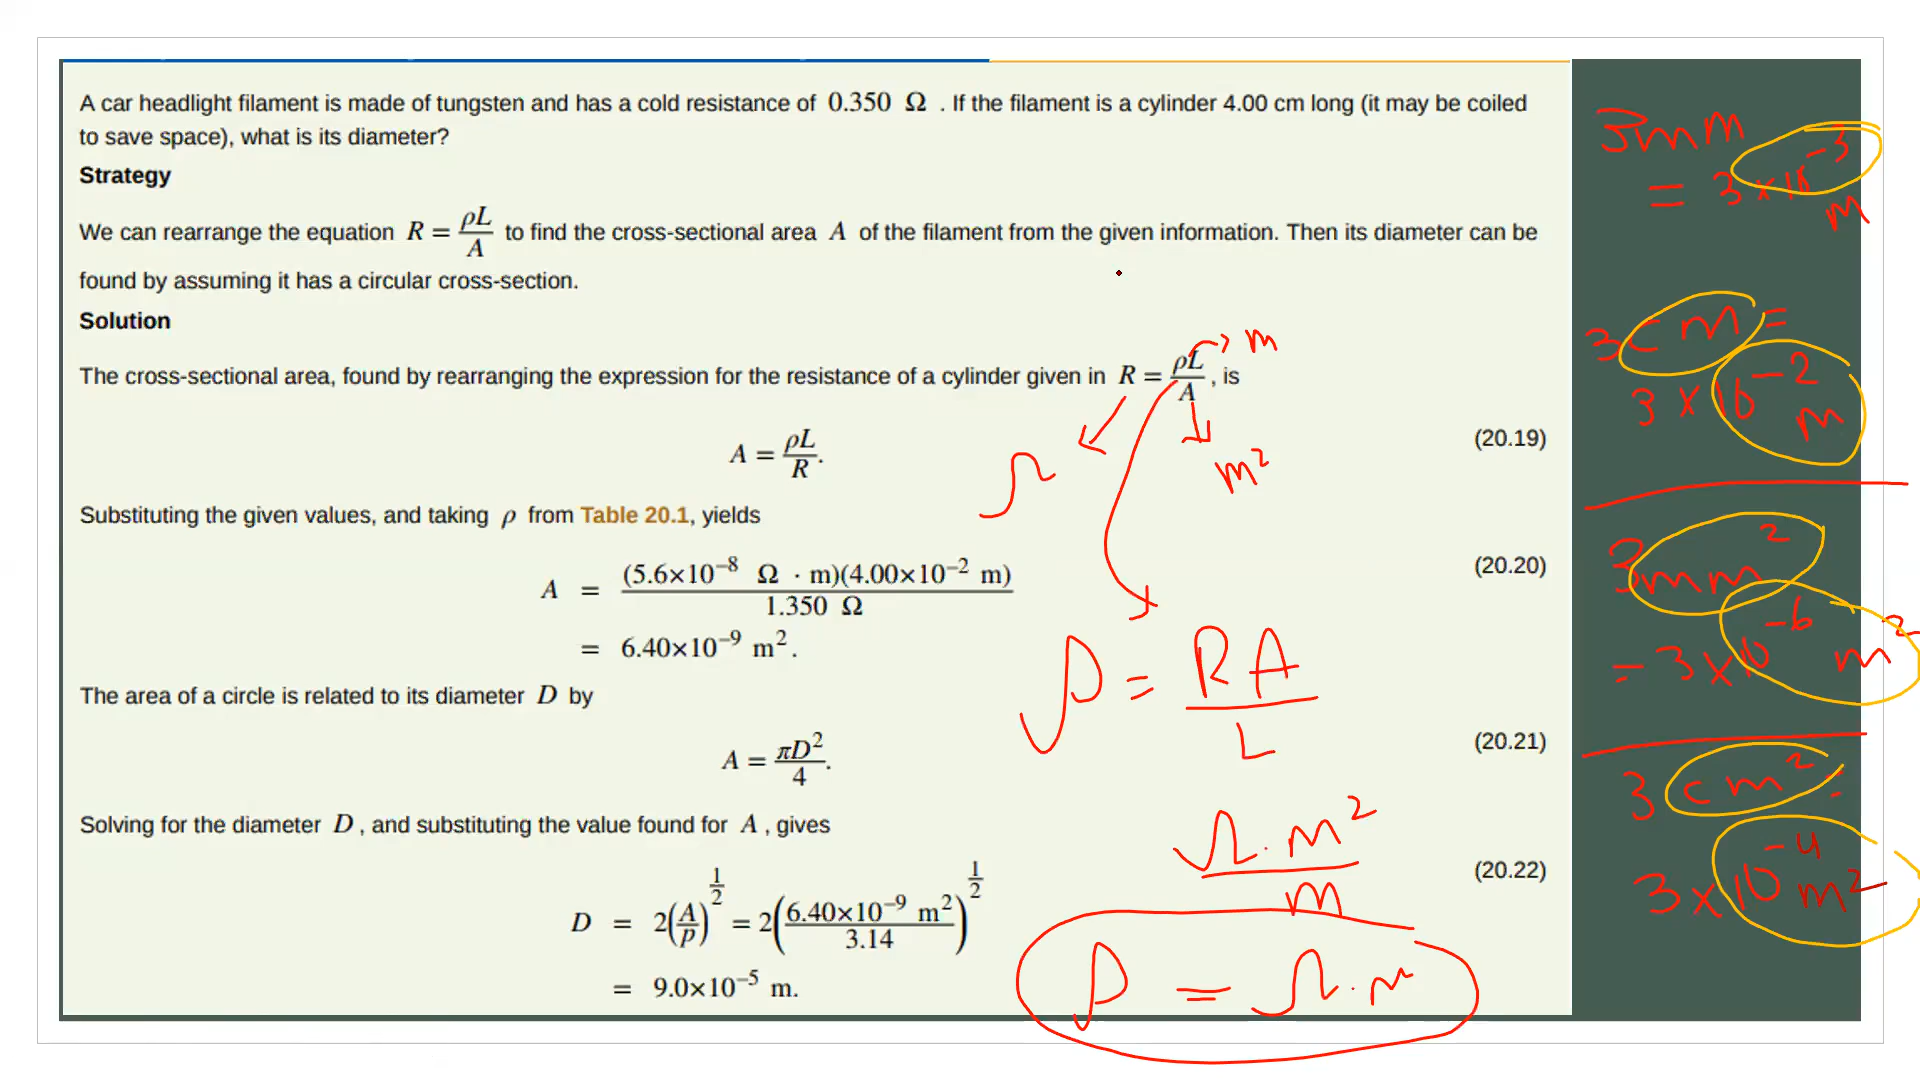 A car headlight filament is made of tungsten and has a cold resistance of 0.350 Ω . If the filament is a cylinder 4.00 cm long (it may be coiled
to save space), what is its diameter?
Strategy
We can rearrange the equation R = ρL/A to find the cross-sectional area A of the filament from the given information. Then its diameter can be
found by assuming it has a circular cross-section.
Solution
The cross-sectional area, found by rearranging the expression for the resistance of a cylinder given in R = ρL/A , is
A = ρL/R. (20.19)
Substituting the given values, and taking ρ from Table 20.1, yields
A = (5.6×10⁻⁸ Ω · m)(4.00×10⁻² m)/1.350 Ω (20.20)
= 6.40×10⁻⁹ m².
The area of a circle is related to its diameter D by
A = πD²/4. (20.21)
Solving for the diameter D , and substituting the value found for A , gives
D = 2(A/p)^(1/2) = 2(6.40×10⁻⁹ m²/3.14)^(1/2) (20.22)
= 9.0×10⁻⁵ m.
m
Ω
m²
ρ = RA/L
Ω·m²/m
ρ = Ω·m
3mm
= 3×10⁻³
m
3cm =
3×10⁻²
m
3mm²
= 3×10⁻⁶ m²
3cm² =
3×10⁻⁴ m²